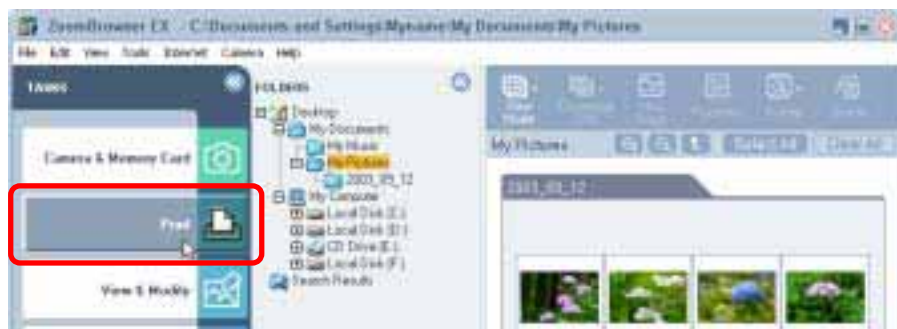 ZoomBrowser EX - C:\Documents and Settings\Myname\My Documents\My Pictures
File Edit View Tools Internet Camera Help
TASKS
Camera & Memory Card
Print
View & Modify
FOLDERS
Desktop
My Documents
My Music
My Pictures
2003_09_12
My Computer
Local Disk (C:)
Local Disk (D:)
CD Drive (E:)
Local Disk (F:)
Search Results
My Pictures
Select All
Clear All
2003_09_12